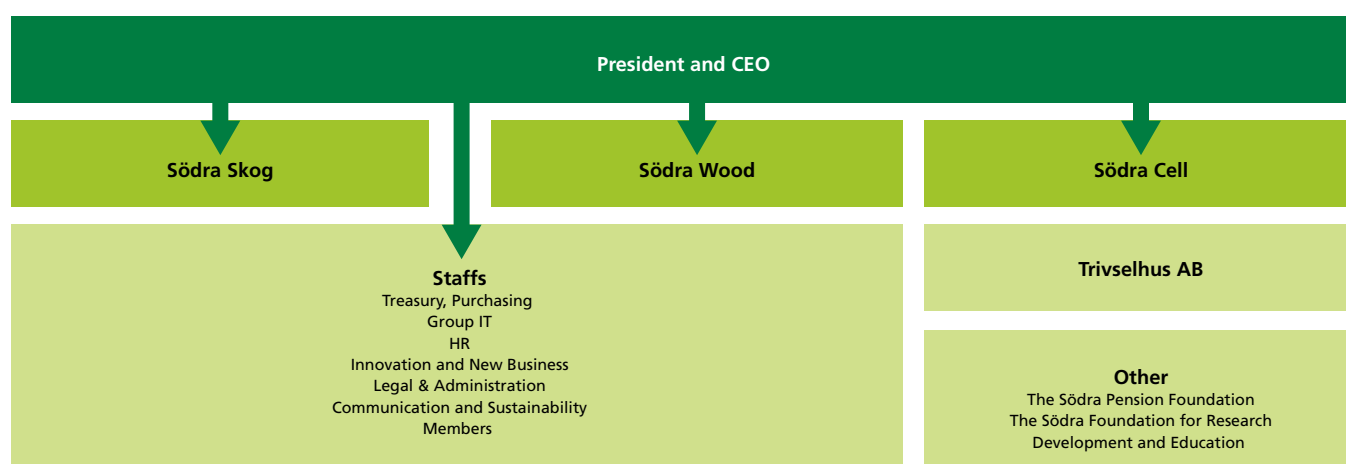 President and CEO
Södra Skog
Södra Wood
Södra Cell
Staffs
Treasury, Purchasing
Group IT
HR
Innovation and New Business
Legal & Administration
Communication and Sustainability
Members
Trivselhus AB
Other
The Södra Pension Foundation
The Södra Foundation for Research
Development and Education